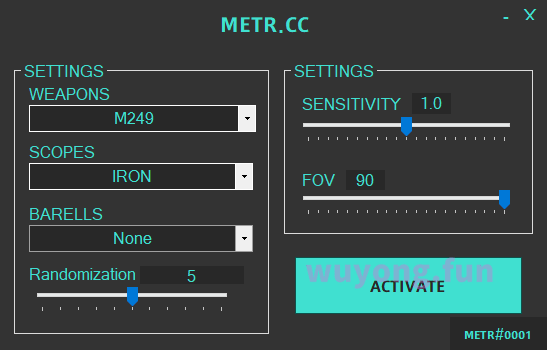 METR.CC
- X
SETTINGS
WEAPONS
M249
SCOPES
IRON
BARELLS
None
Randomization 5
SETTINGS
SENSITIVITY 1.0
FOV 90
wuyong.fun
ACTIVATE
METR#0001